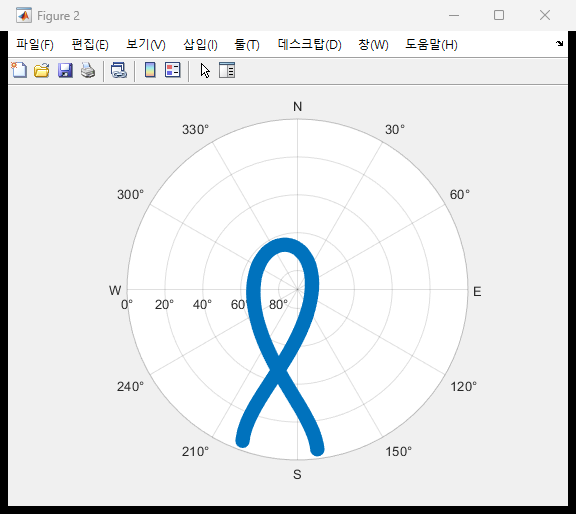 Figure 2
파일(F) 편집(E) 보기(V) 삽입(I) 툴(T) 데스크탑(D) 창(W) 도움말(H)
N
330° 30°
300° 60°
W E
0° 20° 40° 60° 80°
240° 120°
210° 150°
S